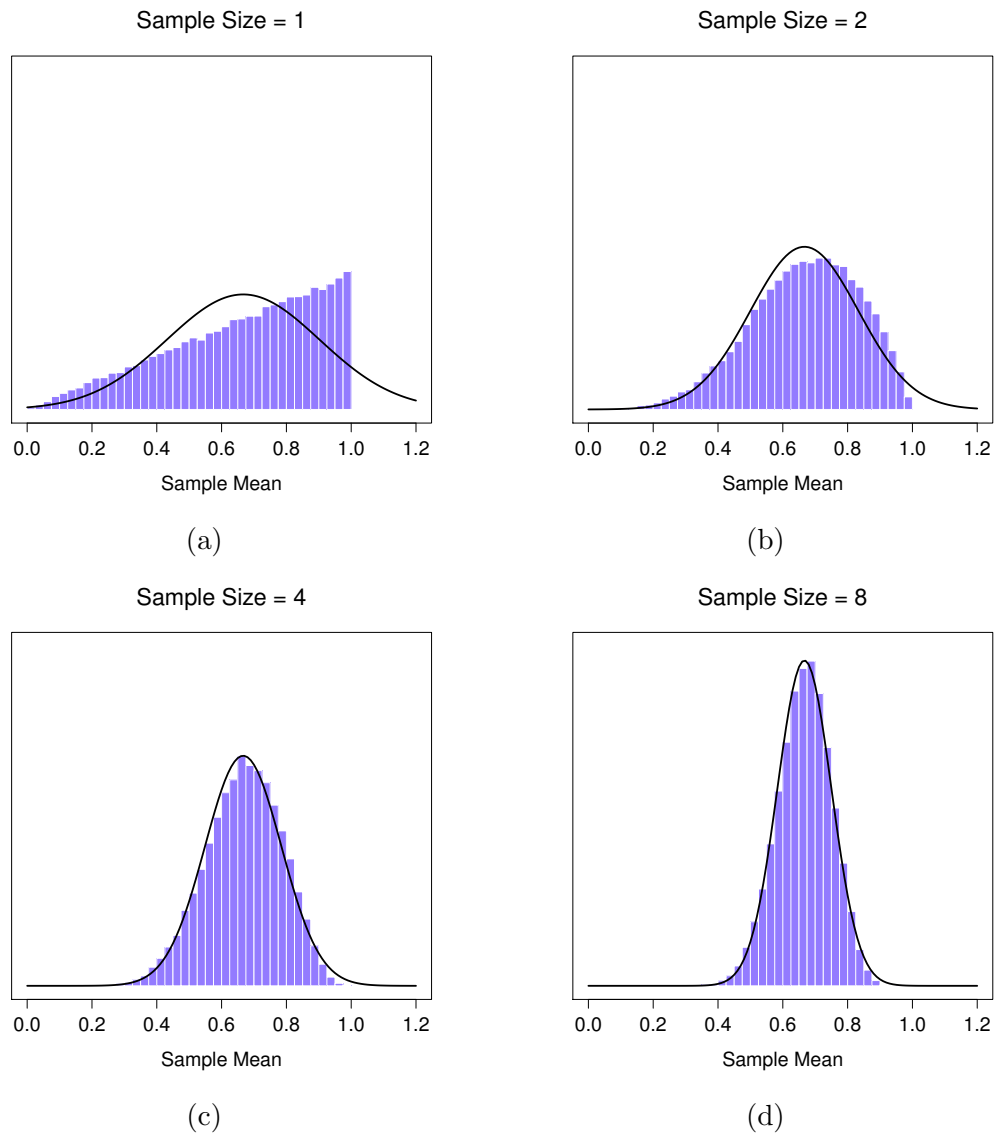 Sample Size = 1
0.0 0.2 0.4 0.6 0.8 1.0 1.2
Sample Mean
(a)
Sample Size = 2
0.0 0.2 0.4 0.6 0.8 1.0 1.2
Sample Mean
(b)
Sample Size = 4
0.0 0.2 0.4 0.6 0.8 1.0 1.2
Sample Mean
(c)
Sample Size = 8
0.0 0.2 0.4 0.6 0.8 1.0 1.2
Sample Mean
(d)